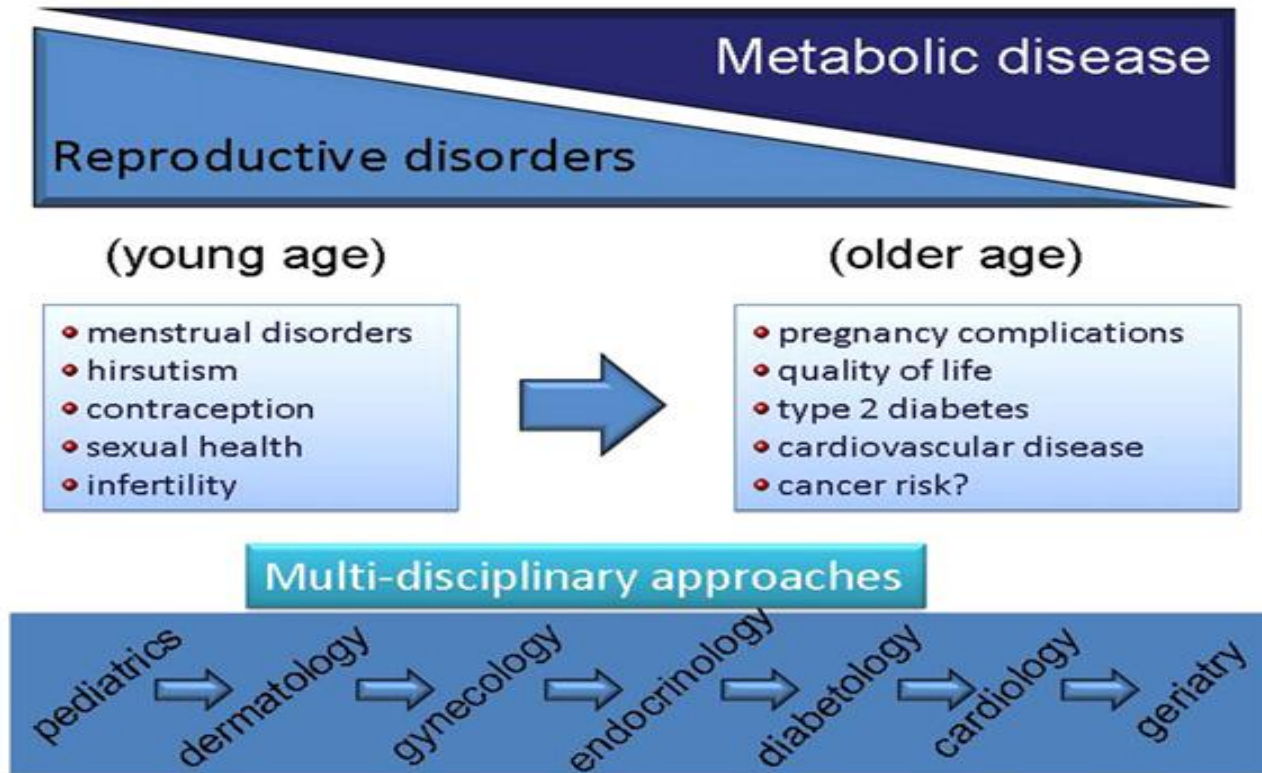 Metabolic disease
Reproductive disorders
(young age)
(older age)
menstrual disorders
hirsutism
contraception
sexual health
infertility
pregnancy complications
quality of life
type 2 diabetes
cardiovascular disease
cancer risk?
Multi-disciplinary approaches
pediatrics
dermatology
gynecology
endocrinology
diabetology
cardiology
geriatry